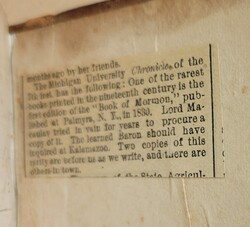 months ago by her friends.
The Michigan University Chronicle, of the
7th inst. has the following: One of the rarest
books printed in the nineteenth century is the
first edition of the "Book of Mormon," pub-
lished at Palmyra, N. Y., in 1830. Lord Ma-
caulay tried in vain for years to procure a
copy of it. The learned Baron should have
inquired at Kalamazoo. Two copies of this
rarity are before us as we write, and there are
others in town.
of the State Agricul-